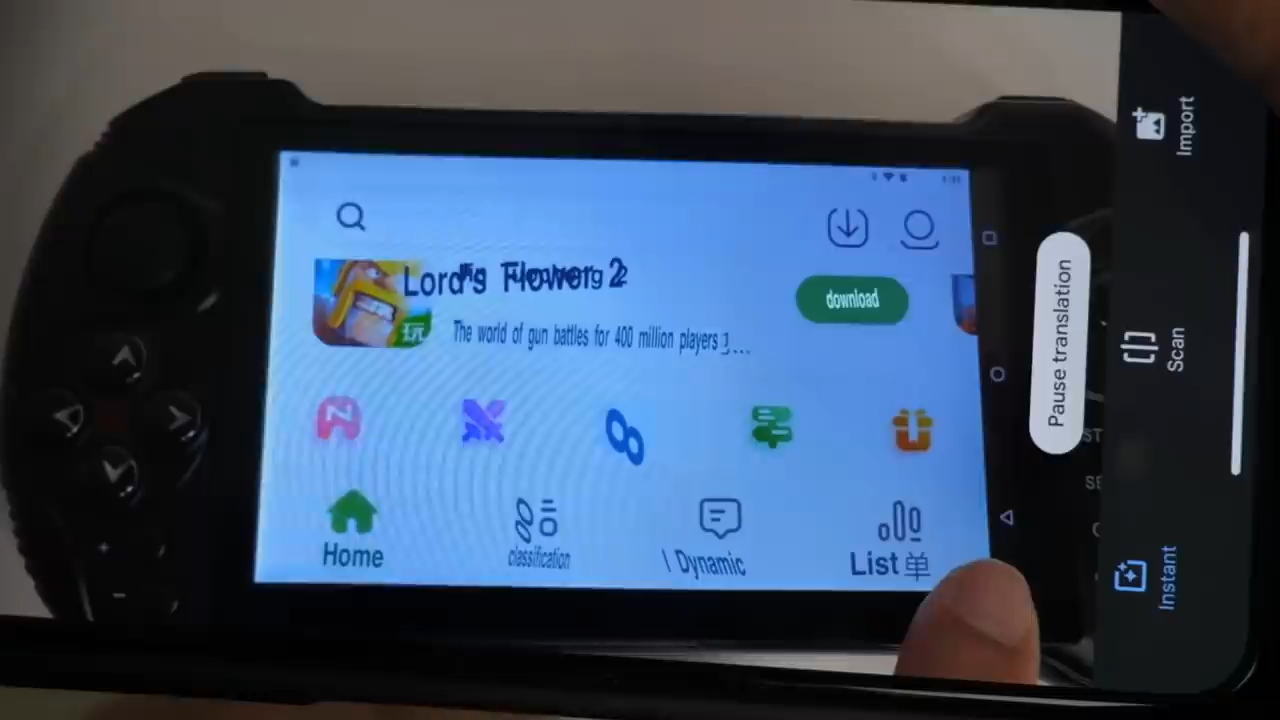 Lord's Flower 2
download
玩
The world of gun battles for 400 million players
Home
classification
Dynamic
List 单
Import
Scan
Instant
Pause translation